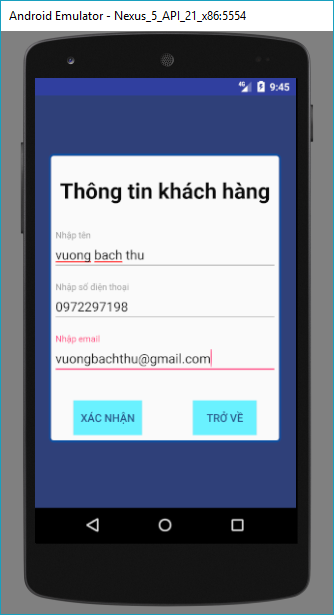 Android Emulator - Nexus_5_API_21_x86:5554
4G 9:45
Thông tin khách hàng
Nhập tên
vuong bach thu
Nhập số điện thoại
0972297198
Nhập email
vuongbachthu@gmail.com
XÁC NHẬN TRỞ VỀ